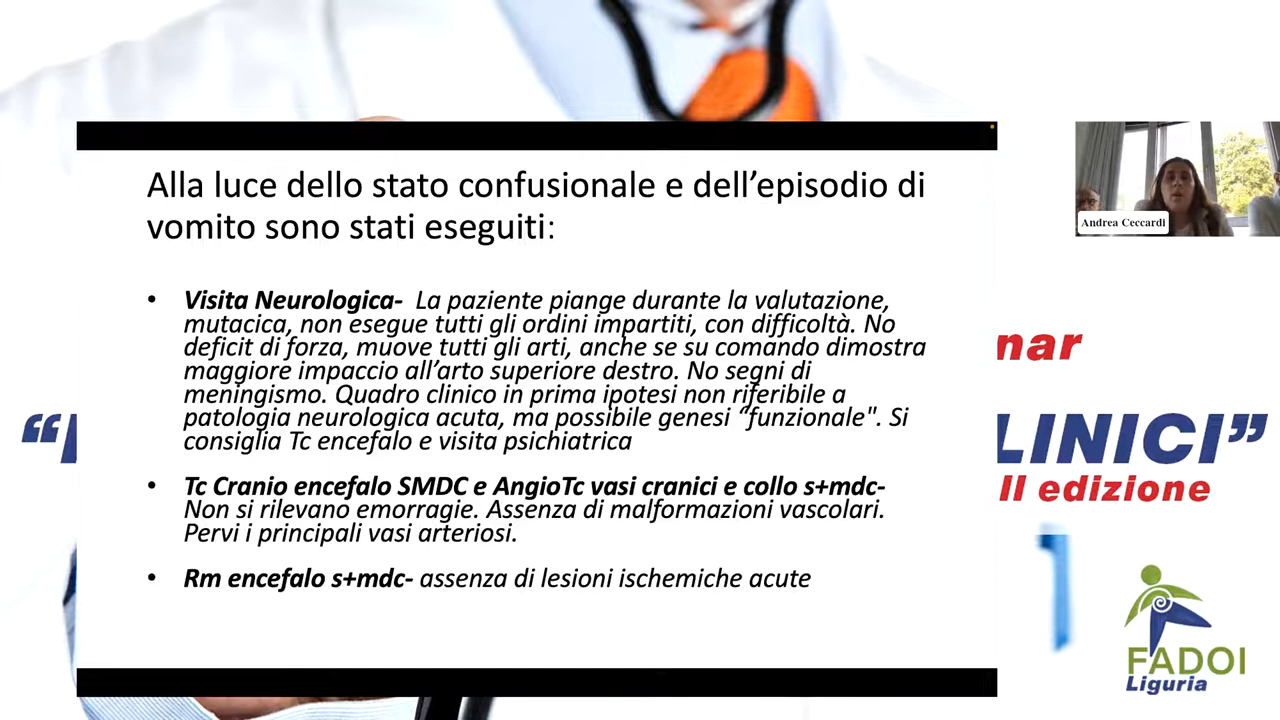 Alla luce dello stato confusionale e dell’episodio di
vomito sono stati eseguiti:
• Visita Neurologica- La paziente piange durante la valutazione,
mutacica, non esegue tutti gli ordini impartiti, con difficoltà. No
deficit di forza, muove tutti gli arti, anche se su comando dimostra
maggiore impaccio all’arto superiore destro. No segni di
meningismo. Quadro clinico in prima ipotesi non riferibile a
patologia neurologica acuta, ma possibile genesi “funzionale". Si
consiglia Tc encefalo e visita psichiatrica
• Tc Cranio encefalo SMDC e AngioTc vasi cranici e collo s+mdc-
Non si rilevano emorragie. Assenza di malformazioni vascolari.
Pervi i principali vasi arteriosi.
• Rm encefalo s+mdc- assenza di lesioni ischemiche acute
Andrea Ceccardi
nar
LINICI”
II edizione
FADOI
Liguria